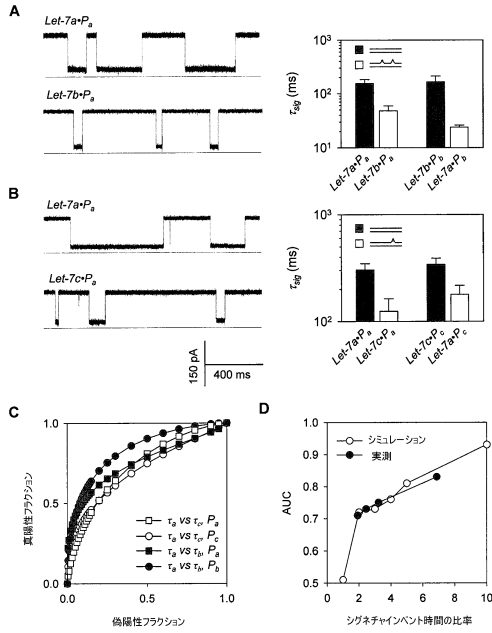 A
Let-7a•Pa
Let-7b•Pa
10³
10²
10¹
τsig (ms)
Let-7a•Pa
Let-7b•Pa
Let-7b•Pb
Let-7a•Pb
B
Let-7a•Pa
Let-7c•Pa
150 pA
400 ms
10³
10²
τsig (ms)
Let-7a•Pa
Let-7c•Pa
Let-7c•Pc
Let-7a•Pc
C
真陽性フラクション
1.0
0.5
0.0
τa vs τc, Pa
τa vs τc, Pc
τa vs τb, Pa
τa vs τb, Pb
0.0 0.5 1.0
偽陽性フラクション
D
AUC
1.0
0.9
0.8
0.7
0.6
0.5
シミュレーション
実測
0 2 4 6 8 10
シグネチャインベント時間の比率